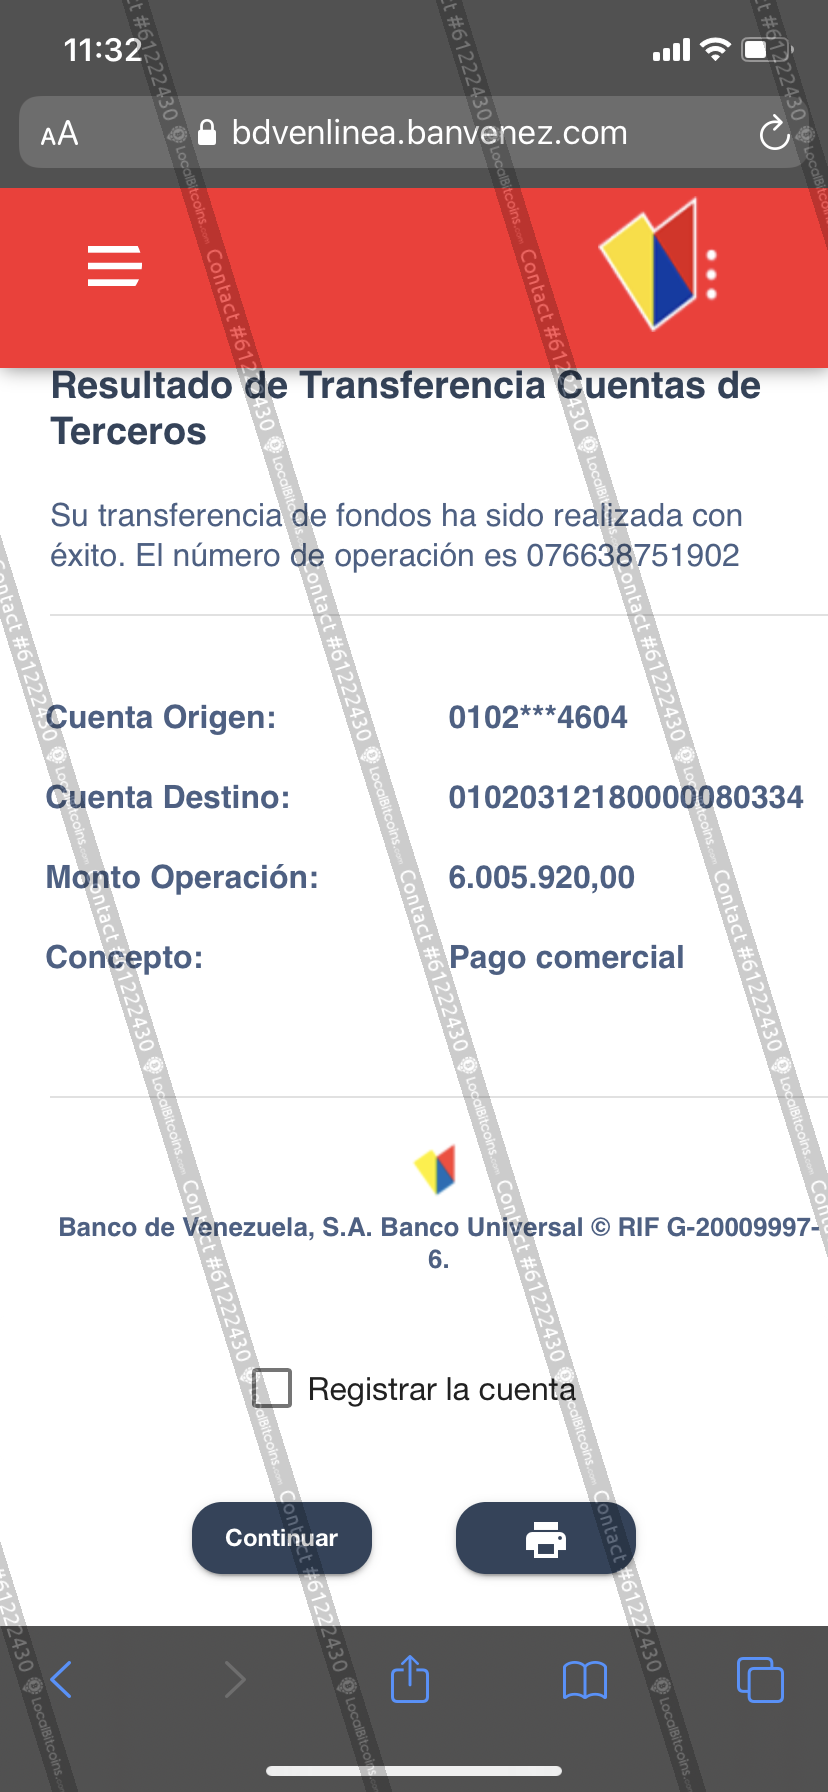 11:32
AA bdvenlinea.banvenez.com
Resultado de Transferencia Cuentas de
Terceros
Su transferencia de fondos ha sido realizada con
éxito. El número de operación es 076638751902
Cuenta Origen: 0102***4604
Cuenta Destino: 01020312180000080334
Monto Operación: 6.005.920,00
Concepto: Pago comercial
Banco de Venezuela, S.A. Banco Universal © RIF G-20009997-
6.
Registrar la cuenta
Continuar
Contact #61222430 LocalBitcoins.com